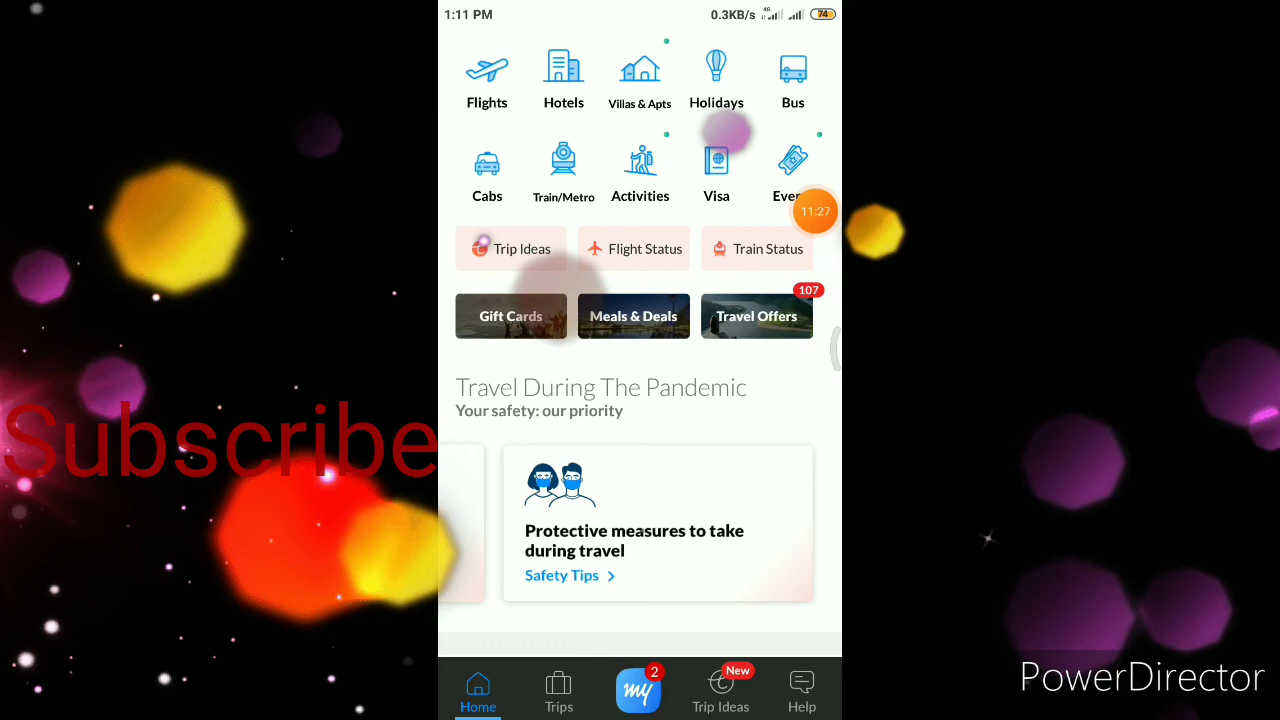 1:11 PM
0.3KB/s 4G 74
Flights Hotels Villas & Apts Holidays Bus
Cabs Train/Metro Activities Visa
11:27
Trip Ideas Flight Status Train Status
107
Gift Cards Meals & Deals Travel Offers
Travel During The Pandemic
Your safety: our priority
Subscribe
Protective measures to take
during travel
Safety Tips
2 New
my
Home Trips Trip Ideas Help
PowerDirector